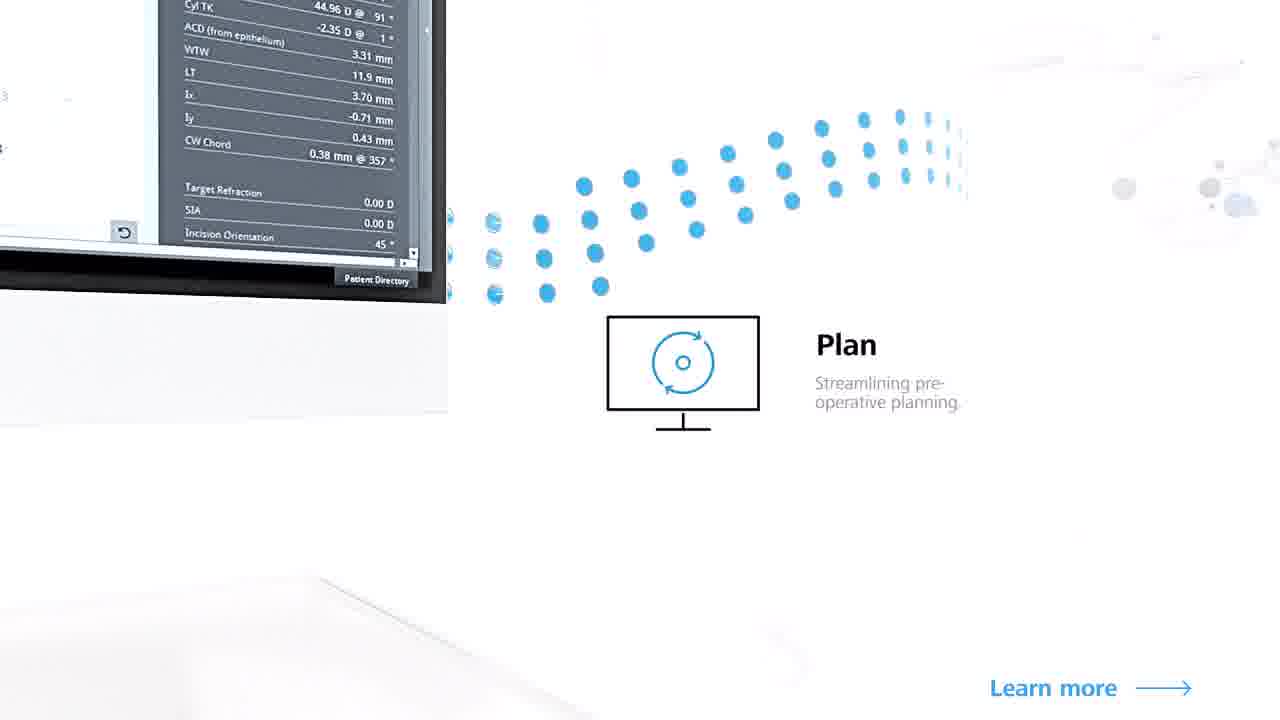 44.96 D @ 91 °
Cyl TK
-2.35 D @ 1 °
ACD (from epithelium)
3.31 mm
WTW
11.9 mm
LT
3.70 mm
Ix
-0.71 mm
Iy
0.43 mm
CW Chord
0.38 mm @ 357 °
Target Refraction
0.00 D
SIA
0.00 D
Incision Orientation
45 °
Patient Directory
Plan
Streamlining pre-
operative planning.
Learn more